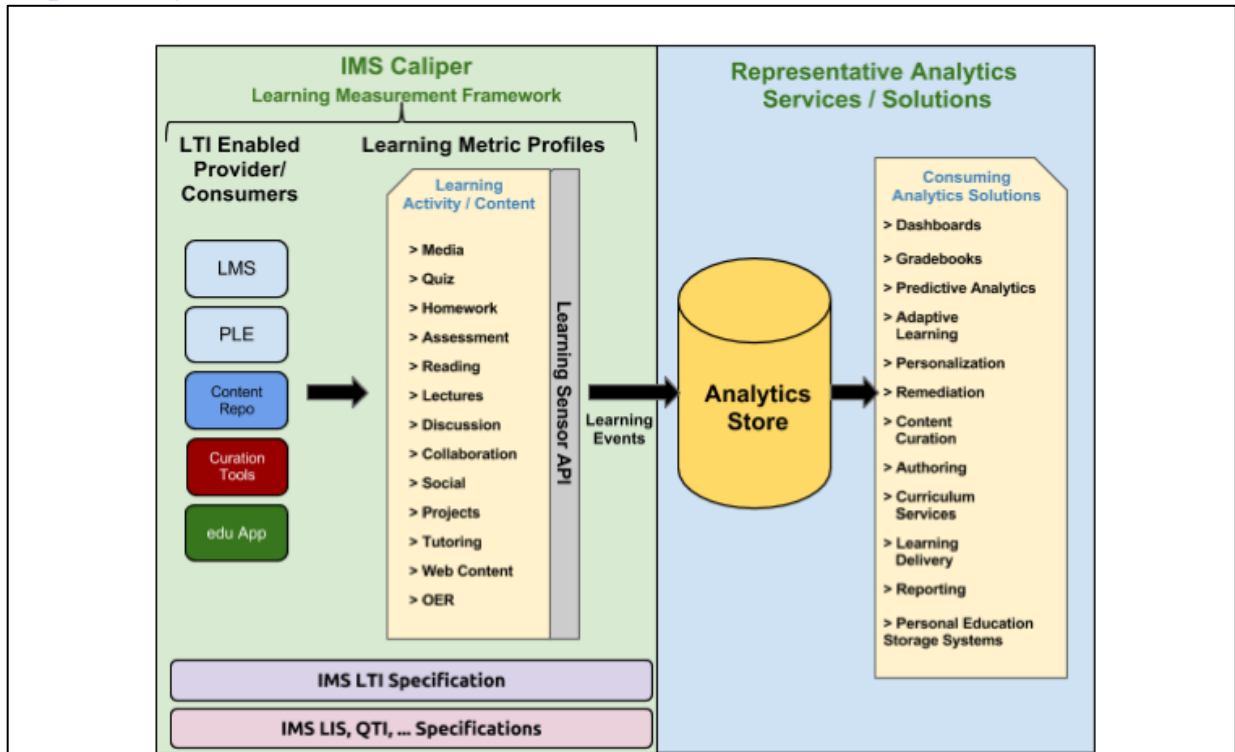 IMS Caliper
Learning Measurement Framework
LTI Enabled
Provider/
Consumers
LMS
PLE
Content
Repo
Curation
Tools
edu App
Learning Metric Profiles
Learning
Activity / Content
> Media
> Quiz
> Homework
> Assessment
> Reading
> Lectures
> Discussion
> Collaboration
> Social
> Projects
> Tutoring
> Web Content
> OER
Learning Sensor API
IMS LTI Specification
IMS LIS, QTI, ... Specifications
Learning
Events
Representative Analytics
Services / Solutions
Analytics
Store
Consuming
Analytics Solutions
> Dashboards
> Gradebooks
> Predictive Analytics
> Adaptive
Learning
> Personalization
> Remediation
> Content
Curation
> Authoring
> Curriculum
Services
> Learning
Delivery
> Reporting
> Personal Education
Storage Systems